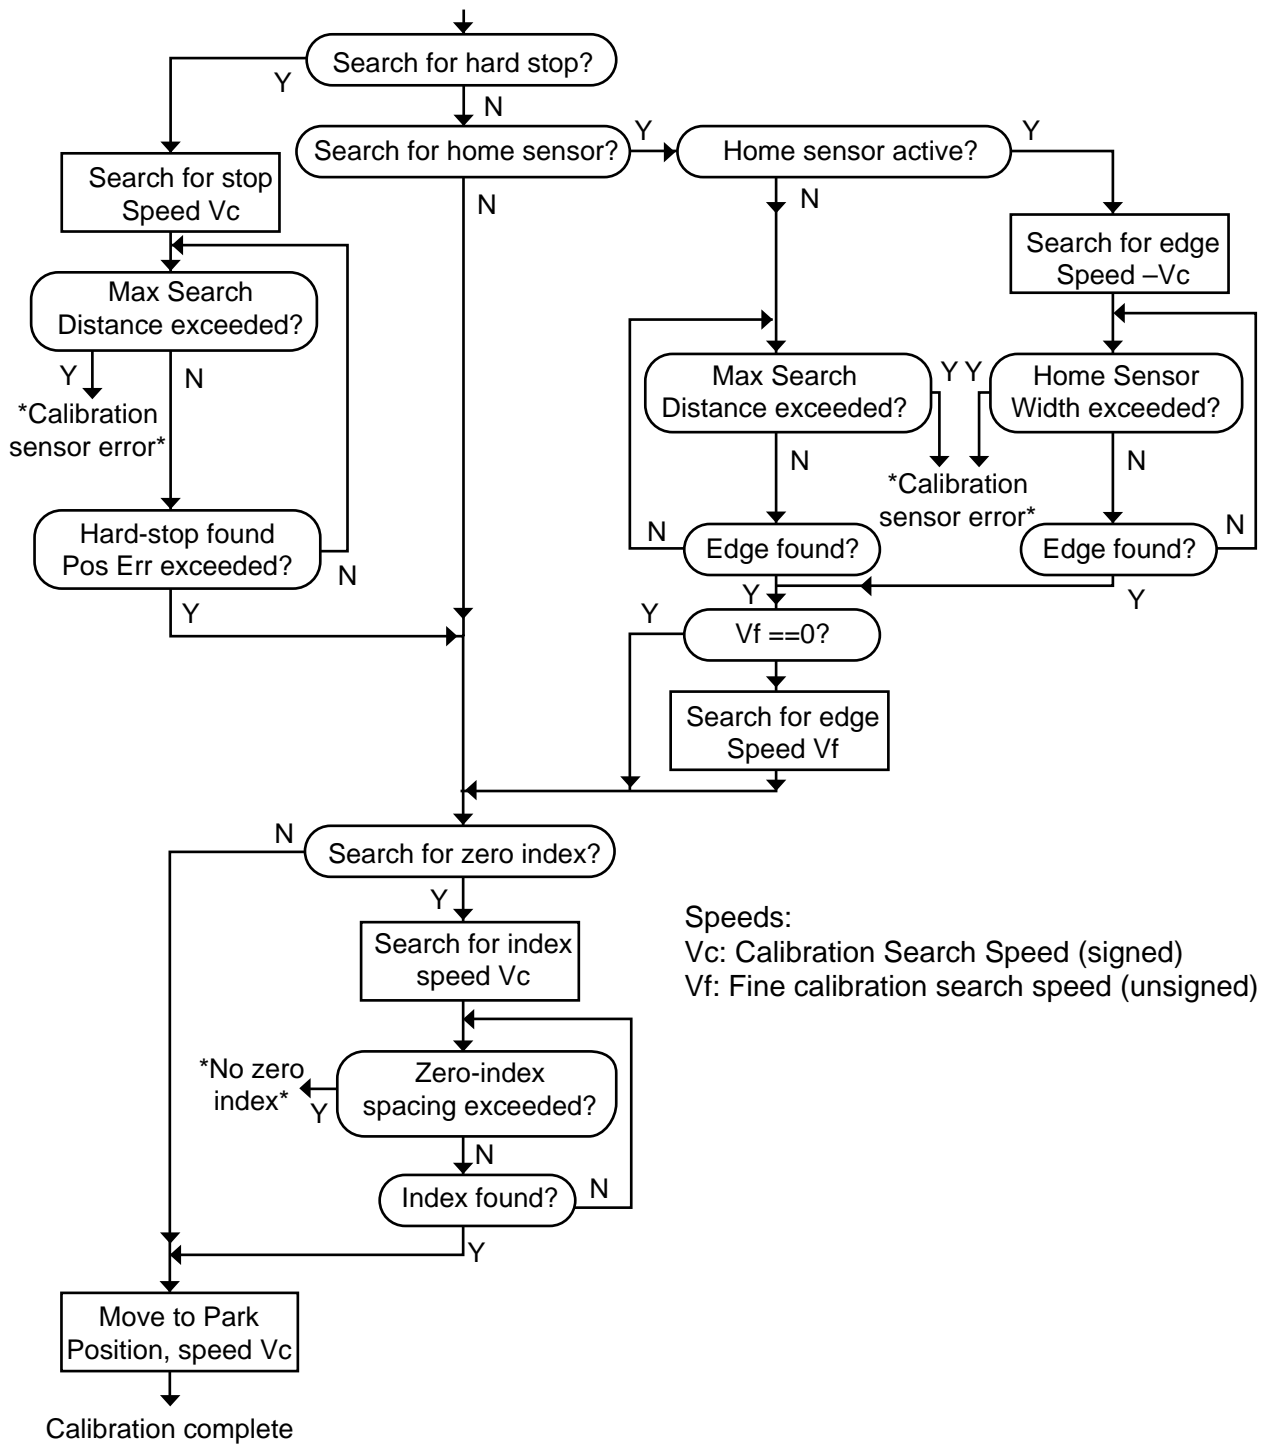 Search for hard stop?
Y
N
Search for home sensor?
Y
Home sensor active?
Y
N
N
Search for stop
Speed Vc
Search for edge
Speed –Vc
Max Search
Distance exceeded?
Y
N
*Calibration
sensor error*
Max Search
Distance exceeded?
Y
Y
Home Sensor
Width exceeded?
N
N
*Calibration
sensor error*
Hard-stop found
Pos Err exceeded?
N
Y
N
Edge found?
Edge found?
N
Y
Y
Y
Vf ==0?
Search for edge
Speed Vf
N
Search for zero index?
Y
Search for index
speed Vc
Speeds:
Vc: Calibration Search Speed (signed)
Vf: Fine calibration search speed (unsigned)
*No zero
index*
Y
Zero-index
spacing exceeded?
N
Index found?
N
Y
Move to Park
Position, speed Vc
Calibration complete